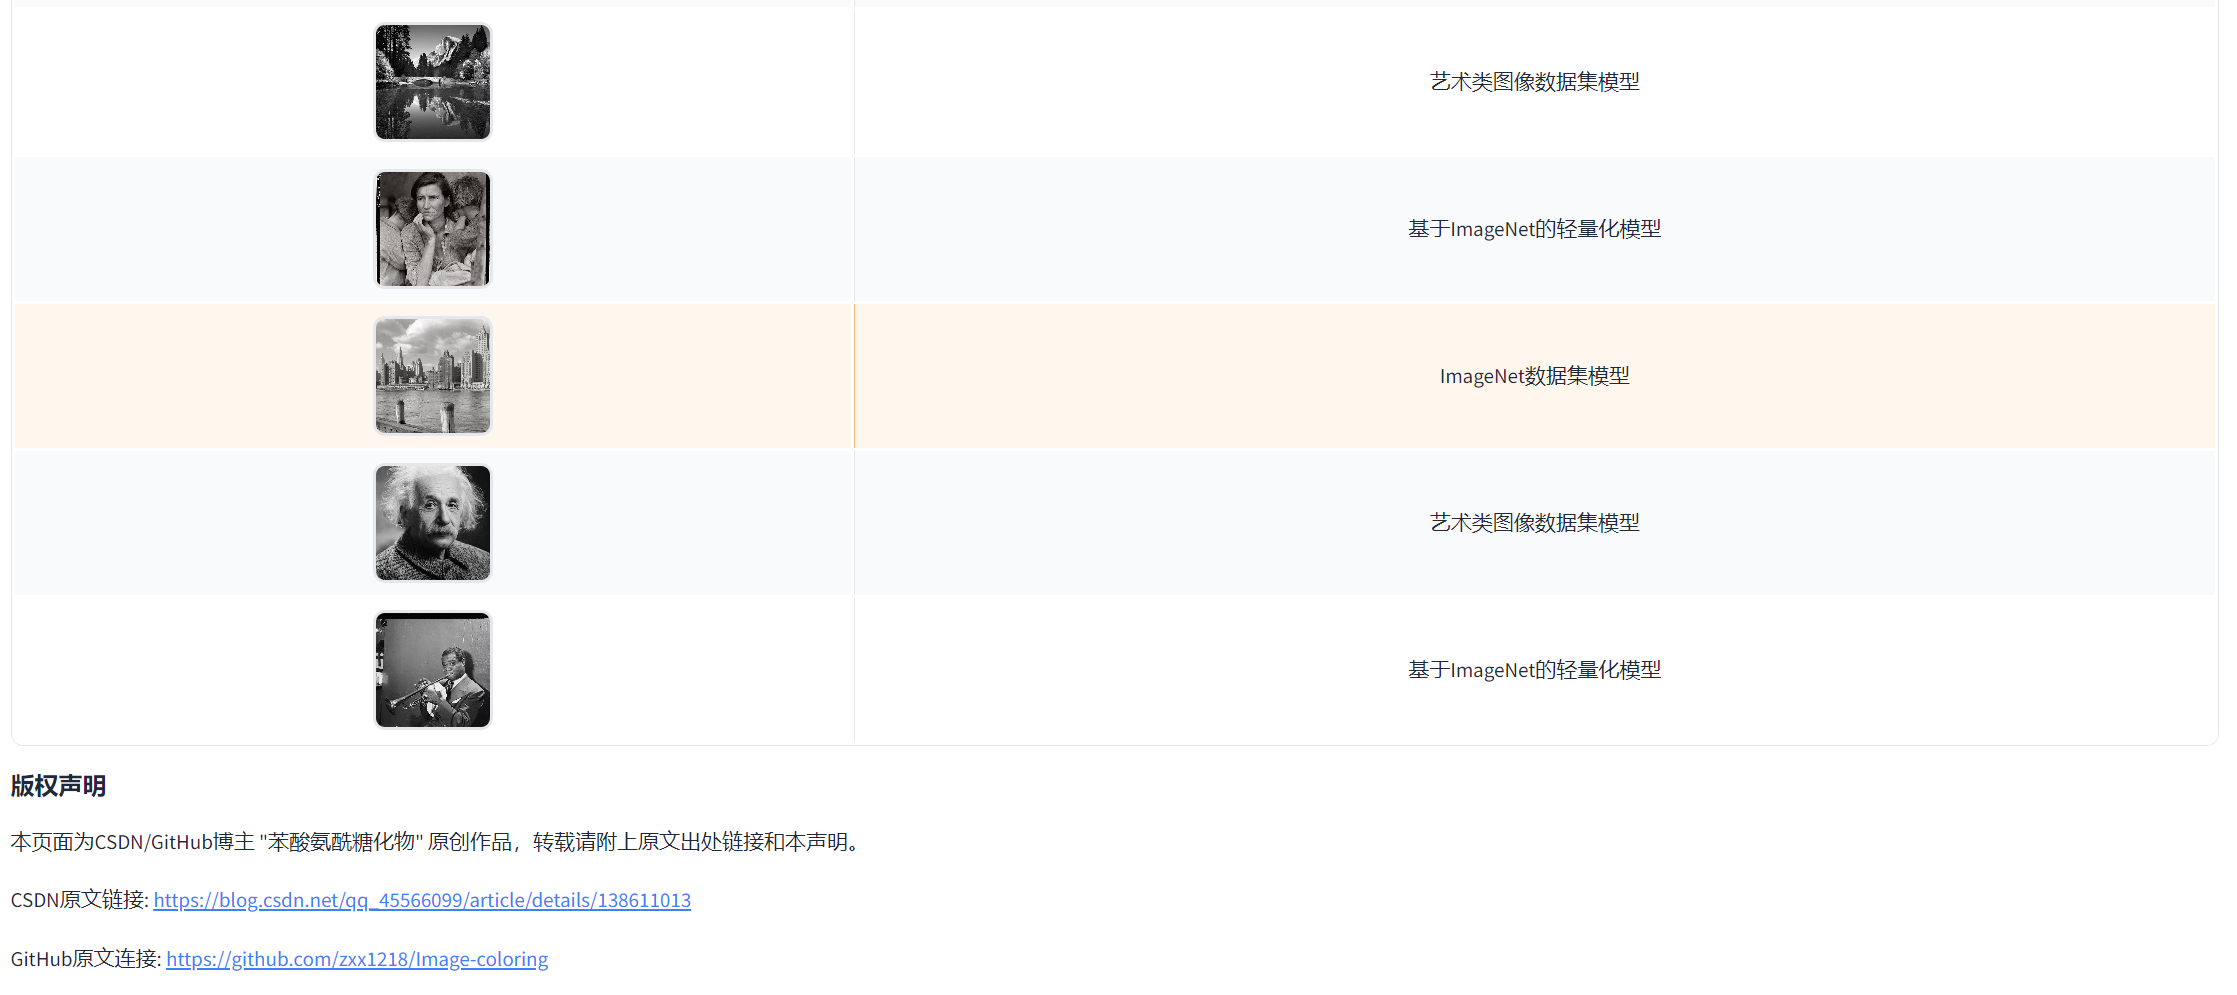 艺术类图像数据集模型
基于ImageNet的轻量化模型
ImageNet数据集模型
艺术类图像数据集模型
基于ImageNet的轻量化模型
版权声明
本页面为CSDN/GitHub博主 "苯酸氨酰糖化物" 原创作品，转载请附上原文出处链接和本声明。
CSDN原文链接: https://blog.csdn.net/qq_45566099/article/details/138611013
GitHub原文连接: https://github.com/zxx1218/Image-coloring